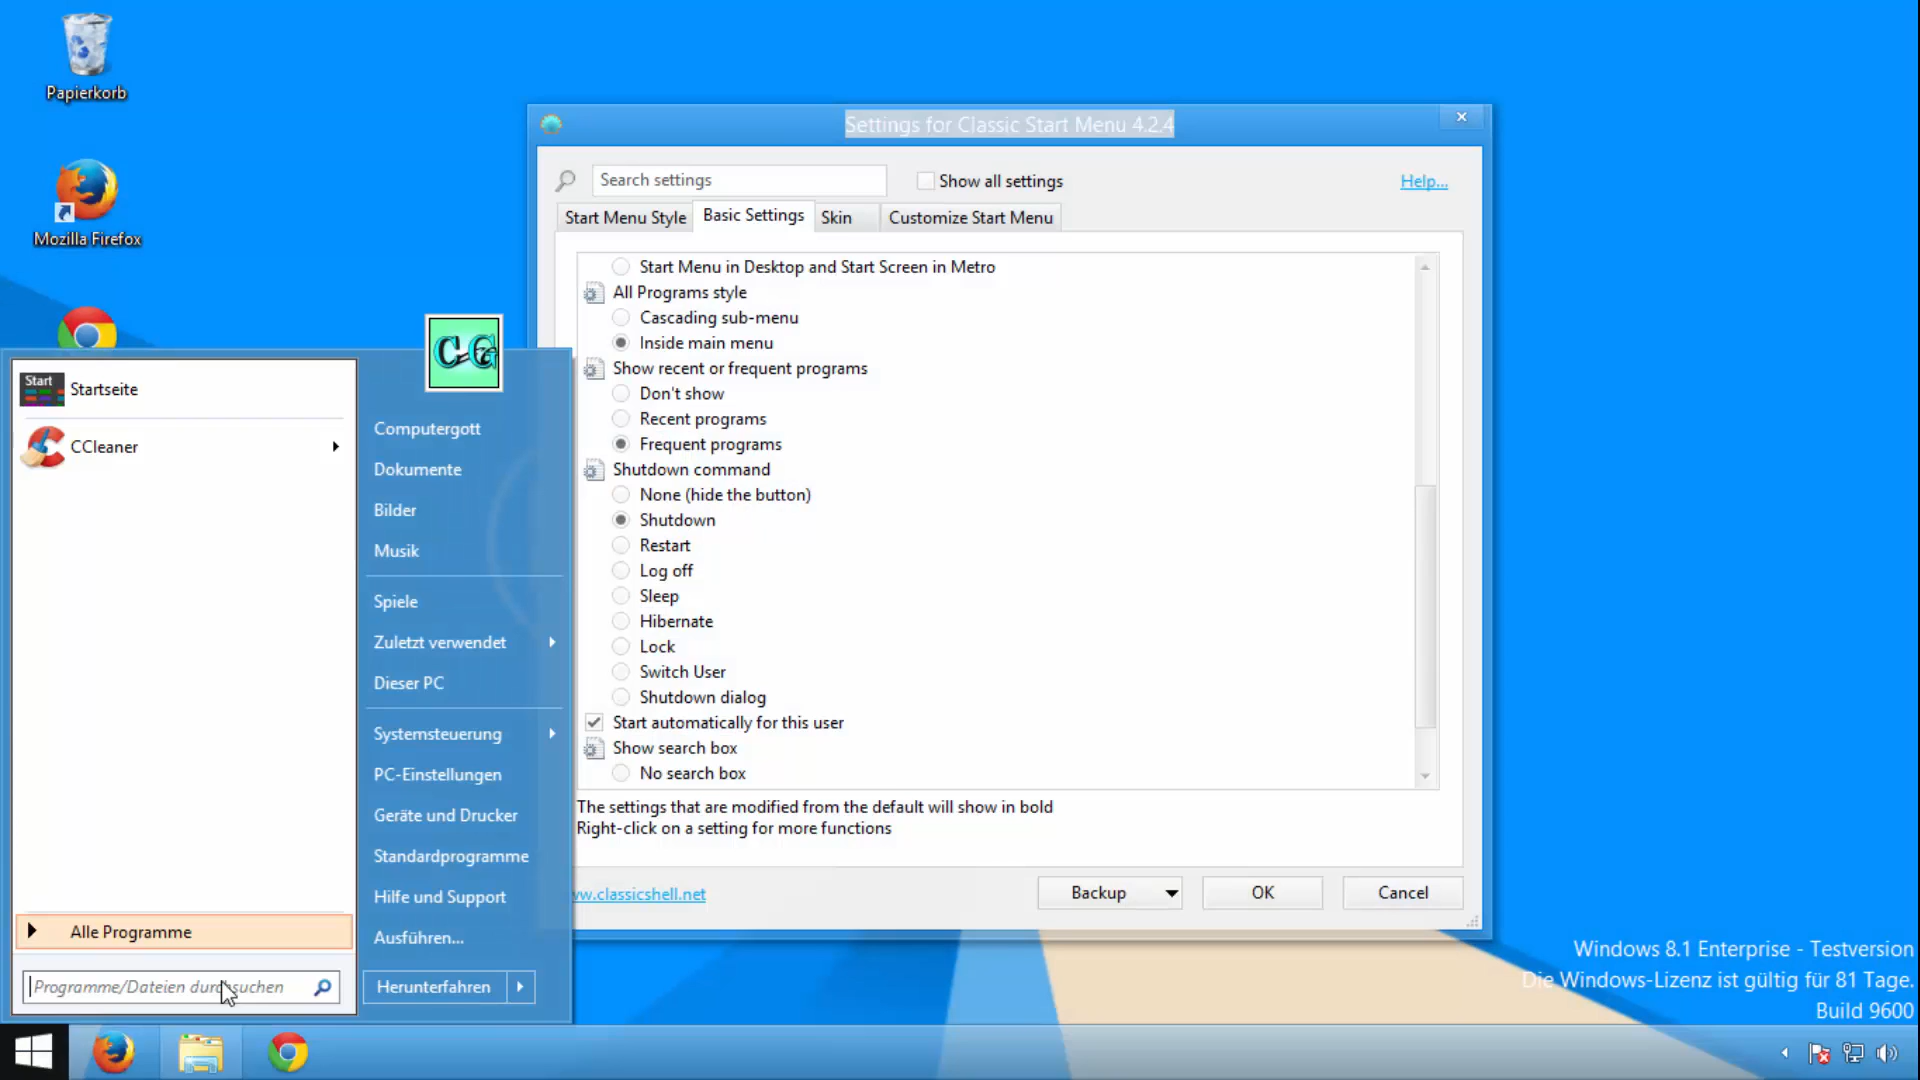 Papierkorb
Mozilla Firefox
Settings for Classic Start Menu 4.2.4
Search settings
Show all settings
Help...
Start Menu Style
Basic Settings
Skin
Customize Start Menu
Start Menu in Desktop and Start Screen in Metro
All Programs style
Cascading sub-menu
Inside main menu
Show recent or frequent programs
Don't show
Recent programs
Frequent programs
Shutdown command
None (hide the button)
Shutdown
Restart
Log off
Sleep
Hibernate
Lock
Switch User
Shutdown dialog
Start automatically for this user
Show search box
No search box
The settings that are modified from the default will show in bold
Right-click on a setting for more functions
ww.classicshell.net
Backup
OK
Cancel
Start
Startseite
CCleaner
Alle Programme
Programme/Dateien durchsuchen
Computergott
Dokumente
Bilder
Musik
Spiele
Zuletzt verwendet
Dieser PC
Systemsteuerung
PC-Einstellungen
Geräte und Drucker
Standardprogramme
Hilfe und Support
Ausführen...
Herunterfahren
Windows 8.1 Enterprise - Testversion
Die Windows-Lizenz ist gültig für 81 Tage.
Build 9600